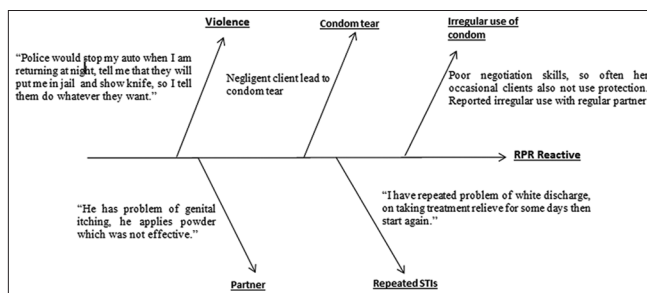 Violence
Condom tear
Irregular use of
condom
“Police would stop my auto when I am
returning at night, tell me that they will
put me in jail and show knife, so I tell
them do whatever they want.”
Negligent client lead to
condom tear
Poor negotiation skills, so often her
occasional clients also not use protection.
Reported irregular use with regular partner
RPR Reactive
“He has problem of genital
itching, he applies powder
which was not effective.”
“I have repeated problem of white discharge,
on taking treatment relieve for some days then
start again.”
Partner
Repeated STIs